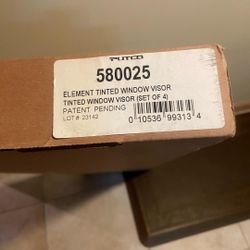 PUTCO
580025
ELEMENT TINTED WINDOW VISOR
TINTED WINDOW VISOR (SET OF 4)
PATENT PENDING
LOT # 23142
0 10536 99313 4